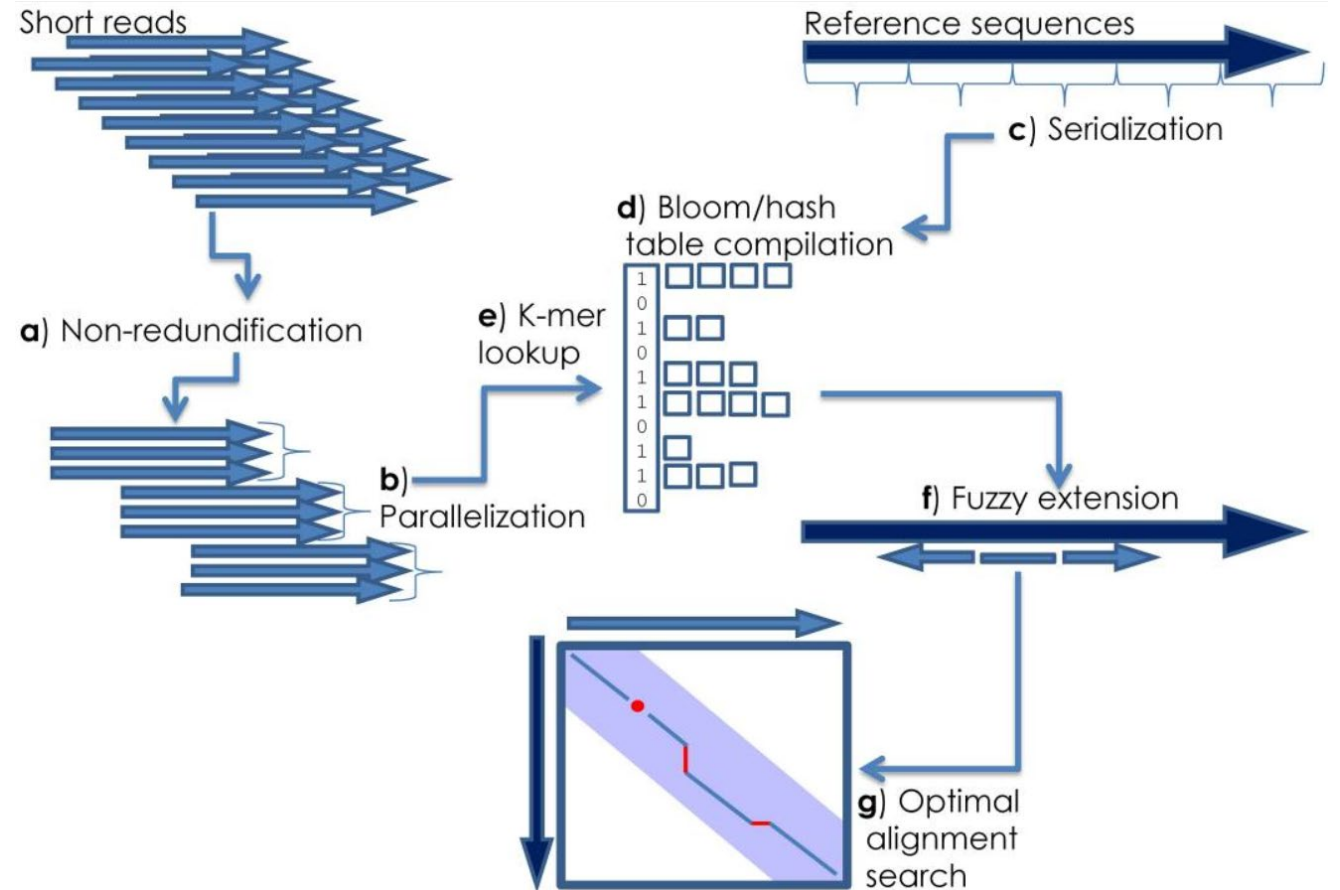 Short reads
Reference sequences
c) Serialization
d) Bloom/hash
table compilation
a) Non-redundification
e) K-mer
lookup
1
0
1
0
1
1
0
1
1
0
b)
Parallelization
f) Fuzzy extension
g) Optimal
alignment
search